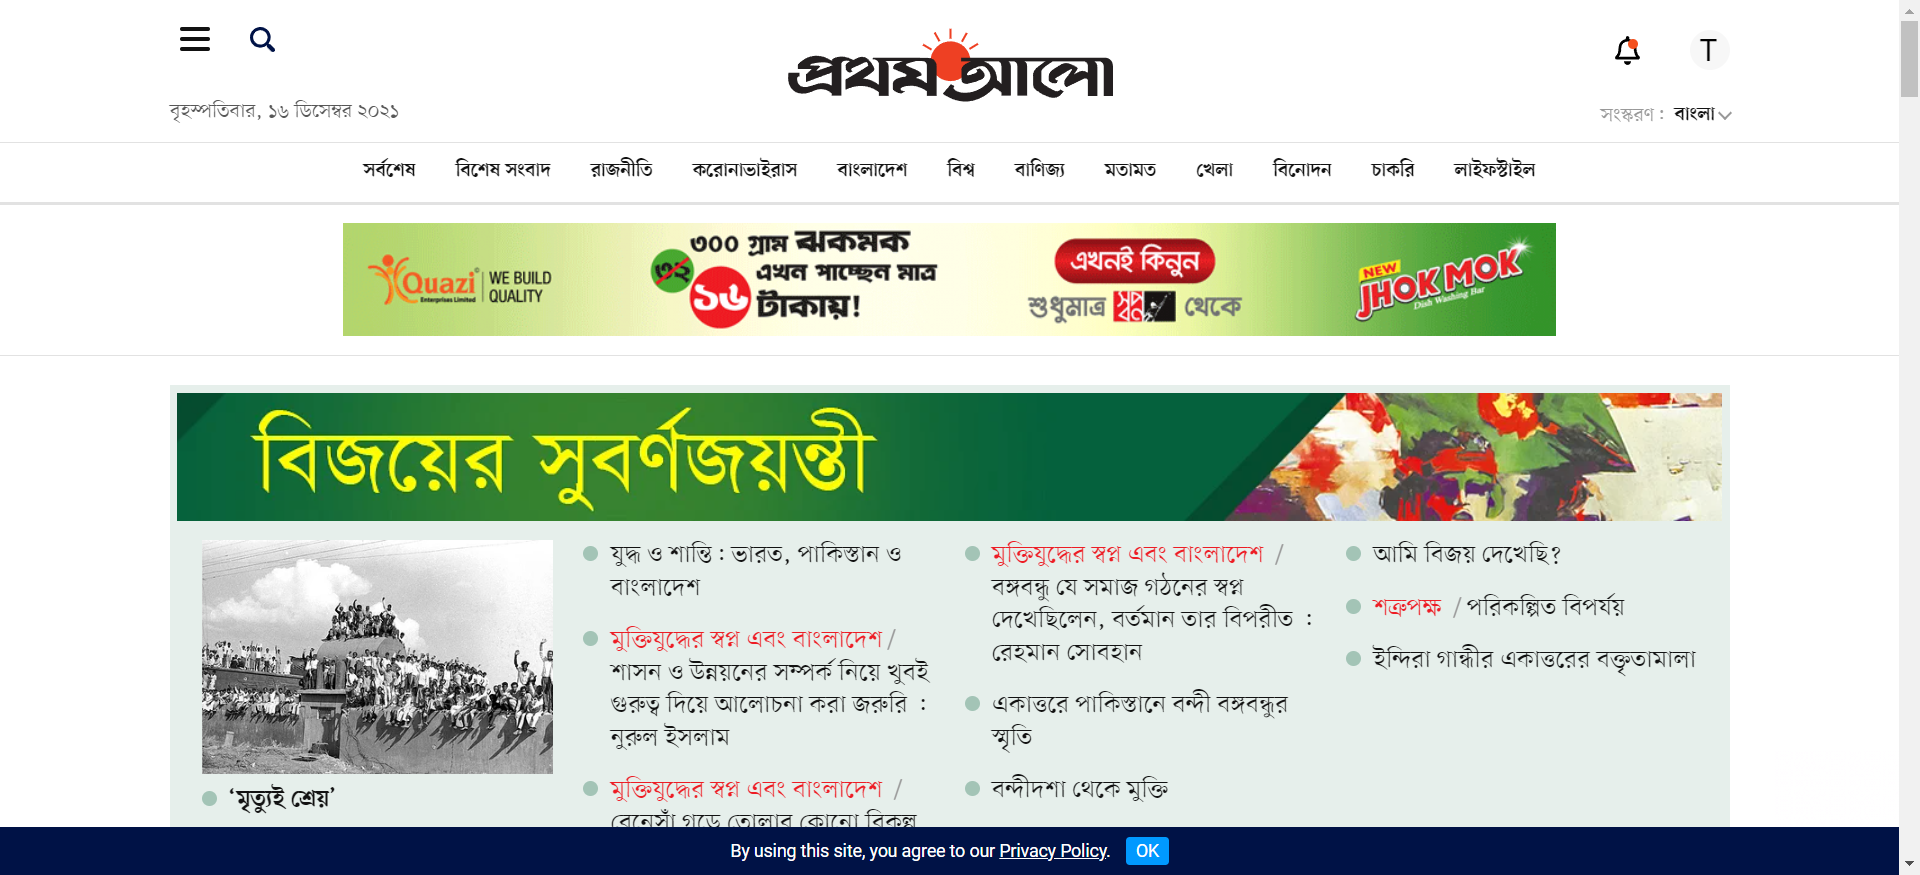 প্রথম আলো
T
বৃহস্পতিবার, ১৬ ডিসেম্বর ২০২১
সংস্করণ : বাংলা
সর্বশেষ বিশেষ সংবাদ রাজনীতি করোনাভাইরাস বাংলাদেশ বিশ্ব বাণিজ্য মতামত খেলা বিনোদন চাকরি লাইফস্টাইল
Quazi Enterprises Limited
WE BUILD
QUALITY
৩০০ গ্রাম ঝকমক
৩২ এখন পাচ্ছেন মাত্র
১৬ টাকায়!
এখনই কিনুন
শুধুমাত্র স্বপ্ন থেকে
NEW
JHOK MOK
Dish Washing Bar
বিজয়ের সুবর্ণজয়ন্তী
‘মৃত্যুই শ্রেয়’
যুদ্ধ ও শান্তি : ভারত, পাকিস্তান ও
বাংলাদেশ
মুক্তিযুদ্ধের স্বপ্ন এবং বাংলাদেশ /
শাসন ও উন্নয়নের সম্পর্ক নিয়ে খুবই
গুরুত্ব দিয়ে আলোচনা করা জরুরি :
নুরুল ইসলাম
মুক্তিযুদ্ধের স্বপ্ন এবং বাংলাদেশ /
রেনেসাঁ গড়ে তোলার কোনো বিকল্প
মুক্তিযুদ্ধের স্বপ্ন এবং বাংলাদেশ /
বঙ্গবন্ধু যে সমাজ গঠনের স্বপ্ন
দেখেছিলেন, বর্তমান তার বিপরীত :
রেহমান সোবহান
একাত্তরে পাকিস্তানে বন্দী বঙ্গবন্ধুর
স্মৃতি
বন্দীদশা থেকে মুক্তি
আমি বিজয় দেখেছি?
শত্রুপক্ষ / পরিকল্পিত বিপর্যয়
ইন্দিরা গান্ধীর একাত্তরের বক্তৃতামালা
By using this site, you agree to our Privacy Policy. OK